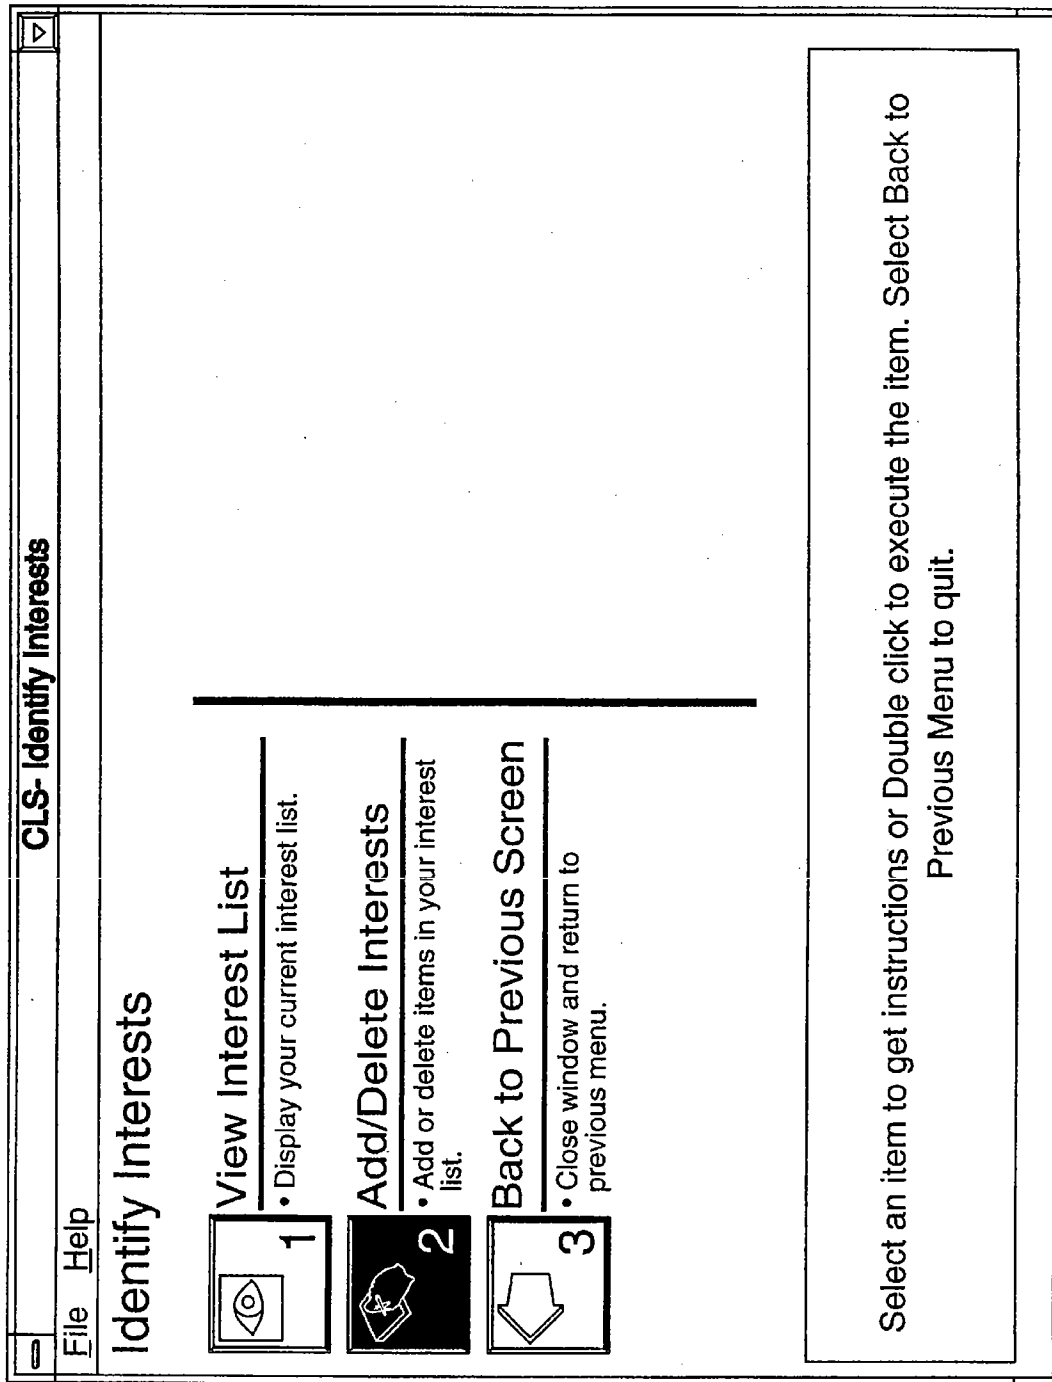 CLS- Identify Interests
File Help
Identify Interests
View Interest List
1
• Display your current interest list.
Add/Delete Interests
2
• Add or delete items in your interest
list.
Back to Previous Screen
3
• Close window and return to
previous menu.
Select an item to get instructions or Double click to execute the item. Select Back to
Previous Menu to quit.